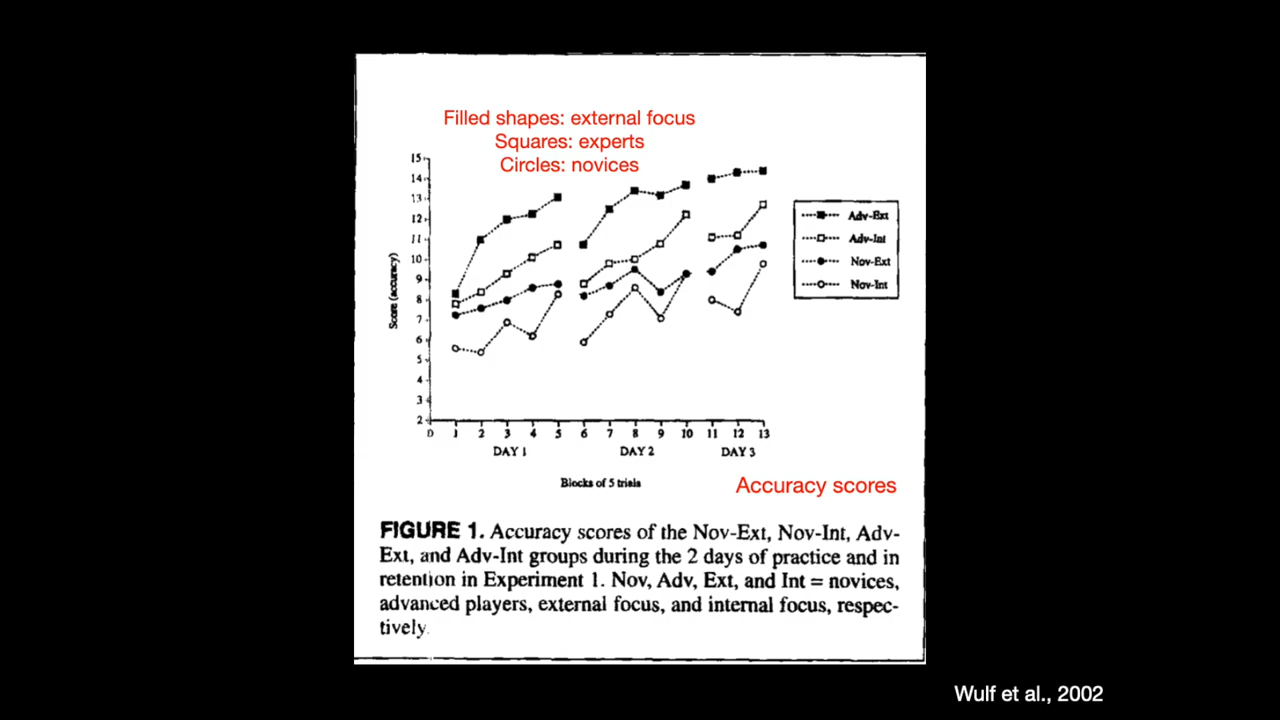 Filled shapes: external focus
Squares: experts
Circles: novices
15
14
13
12
11
10
9
8
7
6
5
4
3
2
Score (accuracy)
Adv-Ext
Adv-Int
Nov-Ext
Nov-Int
0 1 2 3 4 5 6 7 8 9 10 11 12 13
DAY 1 DAY 2 DAY 3
Blocks of 5 trials
Accuracy scores
FIGURE 1. Accuracy scores of the Nov-Ext, Nov-Int, Adv-
Ext, and Adv-Int groups during the 2 days of practice and in
retention in Experiment 1. Nov, Adv, Ext, and Int = novices,
advanced players, external focus, and internal focus, respec-
tively.
Wulf et al., 2002